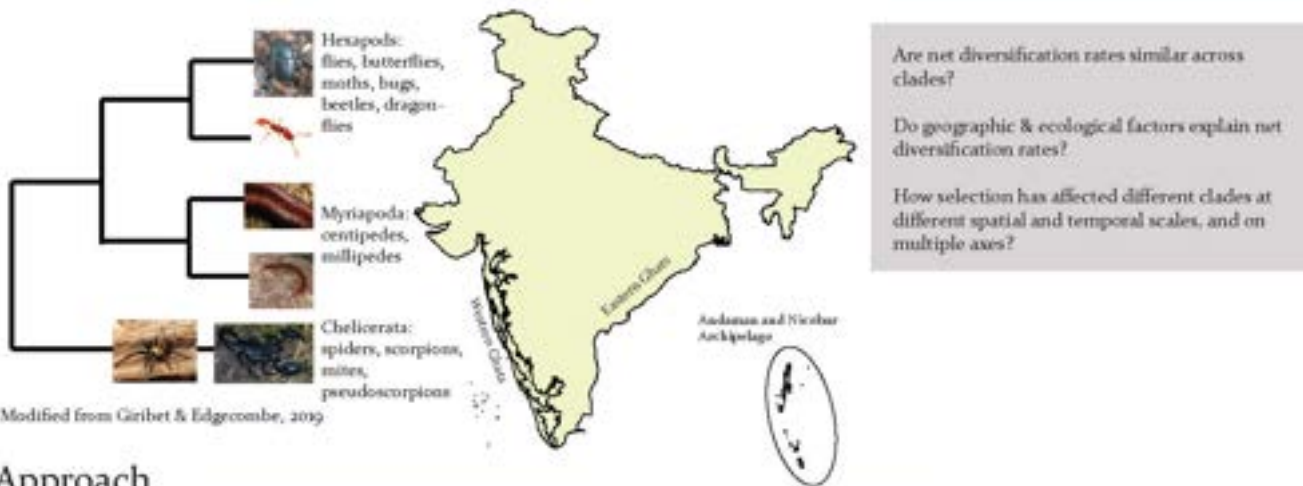 Hexapods:
flies, butterflies,
moths, bugs,
beetles, dragon-
flies
Myriapoda:
centipedes,
millipedes
Chelicerata:
spiders, scorpions,
mites,
pseudoscorpions
Modified from Giribet & Edgecombe, 2019
Western Ghats
Eastern Ghats
Andaman and Nicobar
Archipelago
Are net diversification rates similar across
clades?
Do geographic & ecological factors explain net
diversification rates?
How selection has affected different clades at
different spatial and temporal scales, and on
multiple axes?
Approach